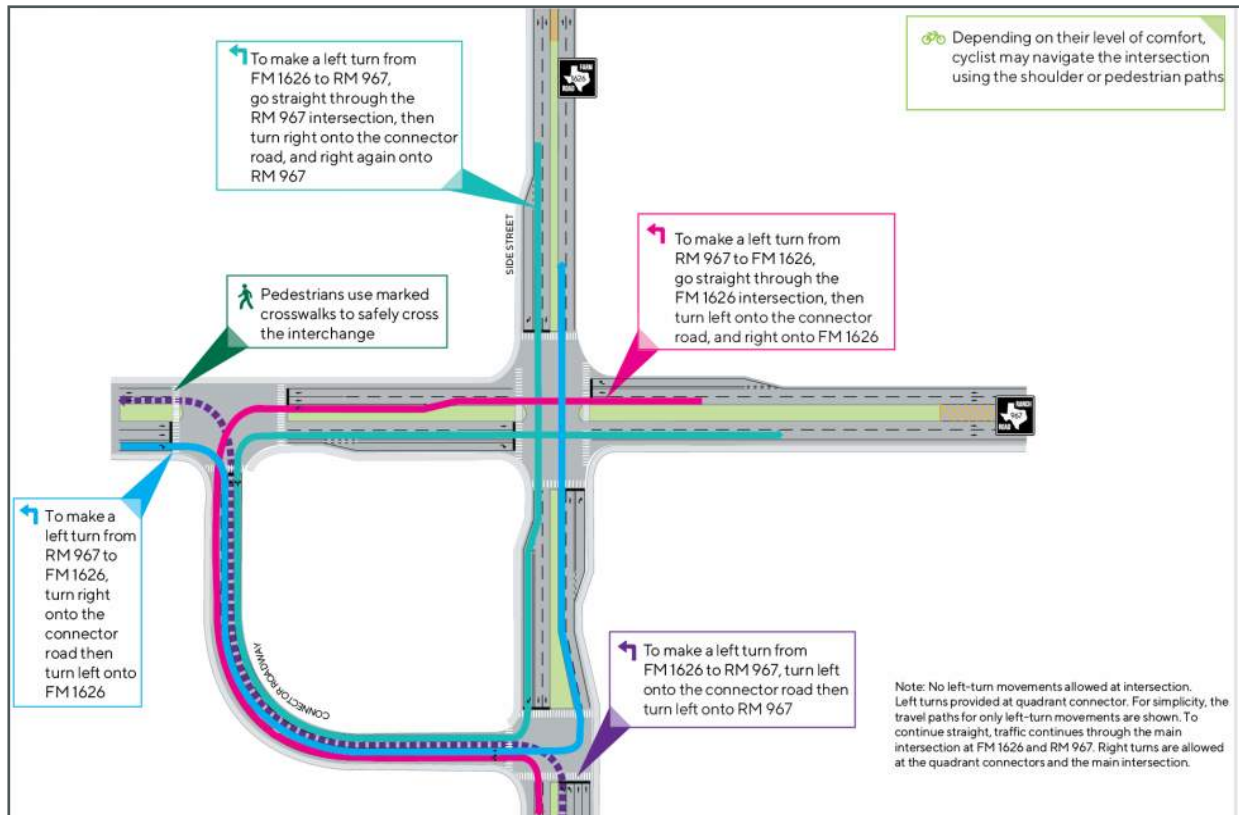 To make a left turn from
FM 1626 to RM 967,
go straight through the
RM 967 intersection, then
turn right onto the connector
road, and right again onto
RM 967
FARM
1626
ROAD
Depending on their level of comfort,
cyclist may navigate the intersection
using the shoulder or pedestrian paths
SIDE STREET
To make a left turn from
RM 967 to FM 1626,
go straight through the
FM 1626 intersection, then
turn left onto the connector
road, and right onto FM 1626
Pedestrians use marked
crosswalks to safely cross
the interchange
RANCH
967
ROAD
To make a
left turn from
RM 967 to
FM 1626,
turn right
onto the
connector
road then
turn left onto
FM 1626
CONNECTOR ROADWAY
To make a left turn from
FM 1626 to RM 967, turn left
onto the connector road then
turn left onto RM 967
Note: No left-turn movements allowed at intersection.
Left turns provided at quadrant connector. For simplicity, the
travel paths for only left-turn movements are shown. To
continue straight, traffic continues through the main
intersection at FM 1626 and RM 967. Right turns are allowed
at the quadrant connectors and the main intersection.